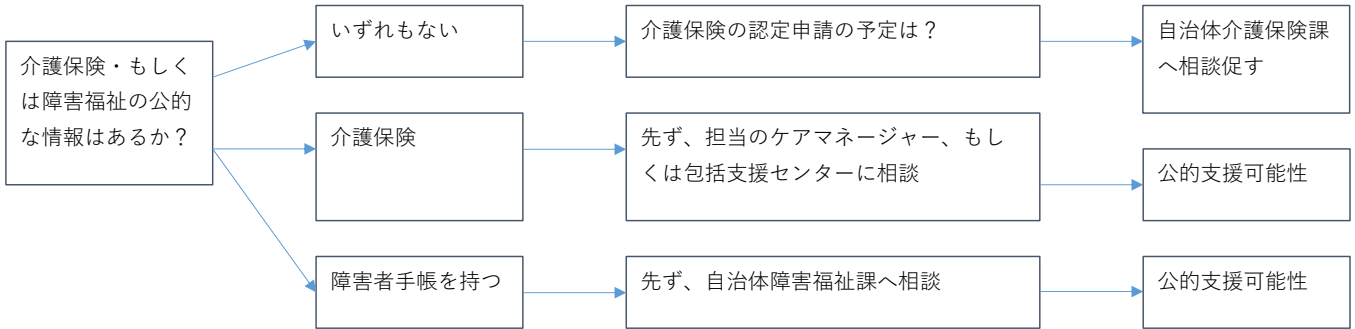 介護保険・もしく
は障害福祉の公的
な情報はあるか？
いずれもない
介護保険の認定申請の予定は？
自治体介護保険課
へ相談促す
介護保険
先ず、担当のケアマネージャー、もし
くは包括支援センターに相談
公的支援可能性
障害者手帳を持つ
先ず、自治体障害福祉課へ相談
公的支援可能性